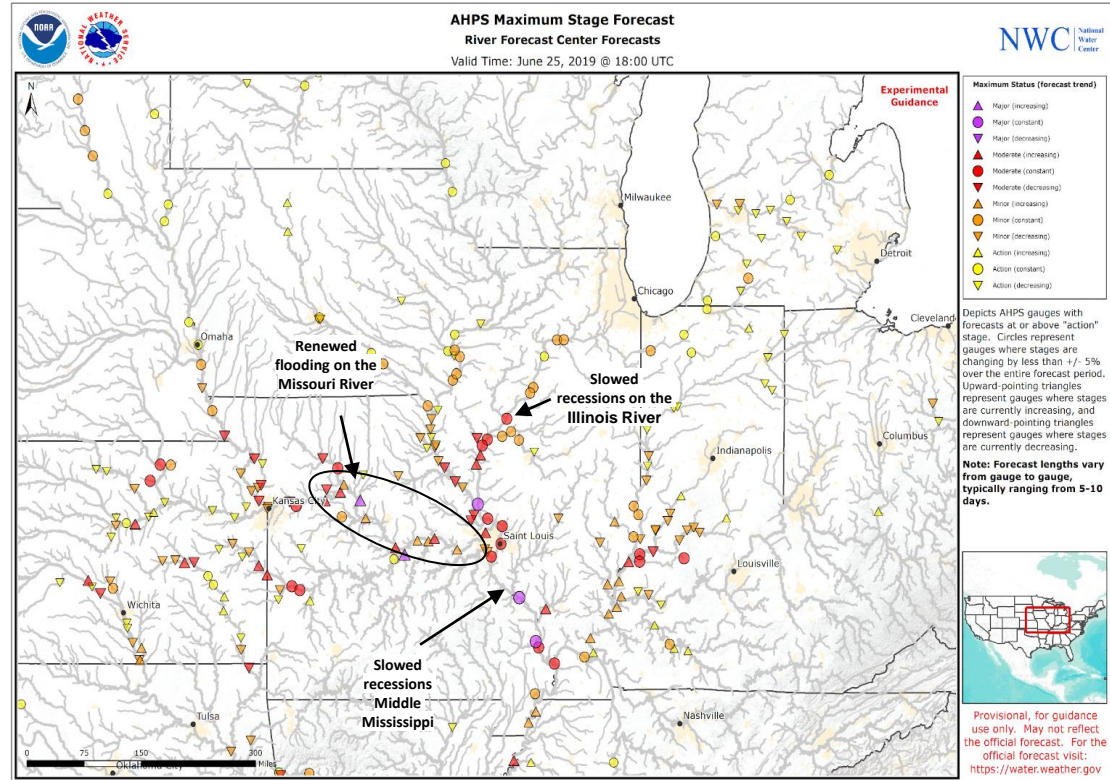 AHPS Maximum Stage Forecast
River Forecast Center Forecasts
Valid Time: June 25, 2019 @ 18:00 UTC
NOAA
NATIONAL WEATHER SERVICE
NWC
National
Water
Center
N
Experimental
Guidance
Milwaukee
Detroit
Chicago
Cleveland
Omaha
Renewed
flooding on the
Missouri River
Slowed
recessions on the
Illinois River
Columbus
Indianapolis
Kansas City
Saint Louis
Louisville
Wichita
Slowed
recessions
Middle
Mississippi
Tulsa
Nashville
0 75 150 300
Miles
Oklahoma City
Maximum Status (forecast trend)
Major (increasing)
Major (constant)
Major (decreasing)
Moderate (increasing)
Moderate (constant)
Moderate (decreasing)
Minor (increasing)
Minor (constant)
Minor (decreasing)
Action (increasing)
Action (constant)
Action (decreasing)
Depicts AHPS gauges with
forecasts at or above "action"
stage. Circles represent
gauges where stages are
changing by less than +/- 5%
over the entire forecast period.
Upward-pointing triangles
represent gauges where stages
are currently increasing, and
downward-pointing triangles
represent gauges where stages
are currently decreasing.
Note: Forecast lengths vary
from gauge to gauge,
typically ranging from 5-10
days.
Provisional, for guidance
use only. May not reflect
the official forecast. For the
official forecast visit:
https://water.weather.gov